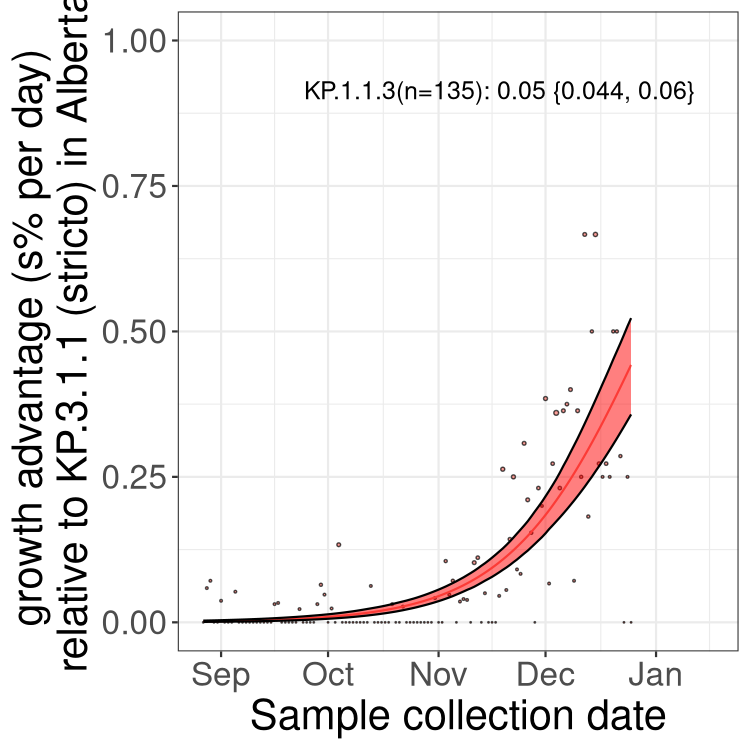 growth advantage (s% per day)
relative to KP.3.1.1 (stricto) in Alberta
1.00
0.75
0.50
0.25
0.00
KP.1.1.3(n=135): 0.05 {0.044, 0.06}
Sep Oct Nov Dec Jan
Sample collection date